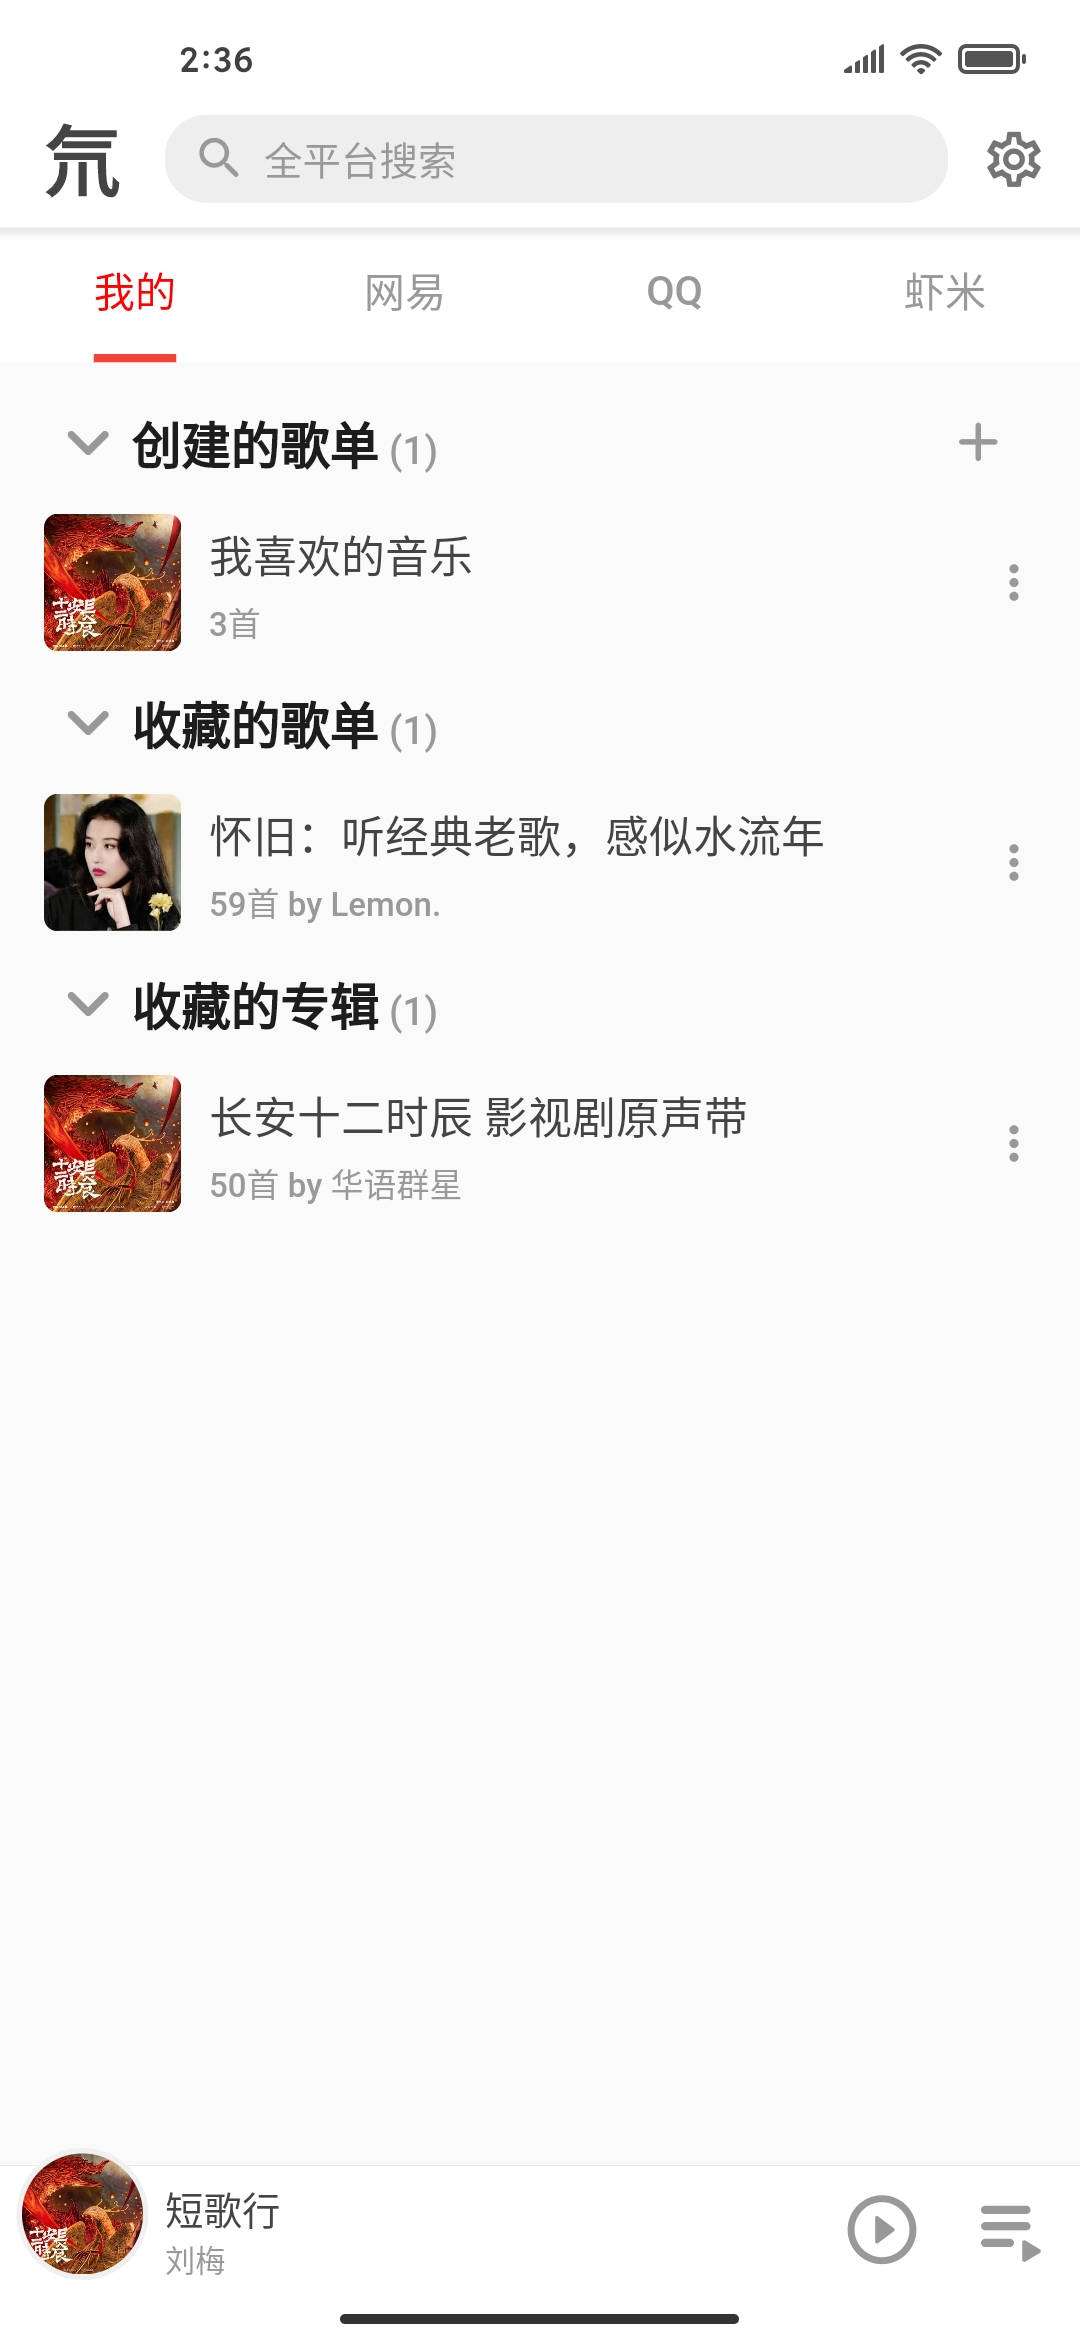 2:36
氘
全平台搜索
我的 网易 QQ 虾米
创建的歌单 (1)
我喜欢的音乐
3首
收藏的歌单 (1)
怀旧：听经典老歌，感似水流年
59首 by Lemon.
收藏的专辑 (1)
长安十二时辰 影视剧原声带
50首 by 华语群星
短歌行
刘梅